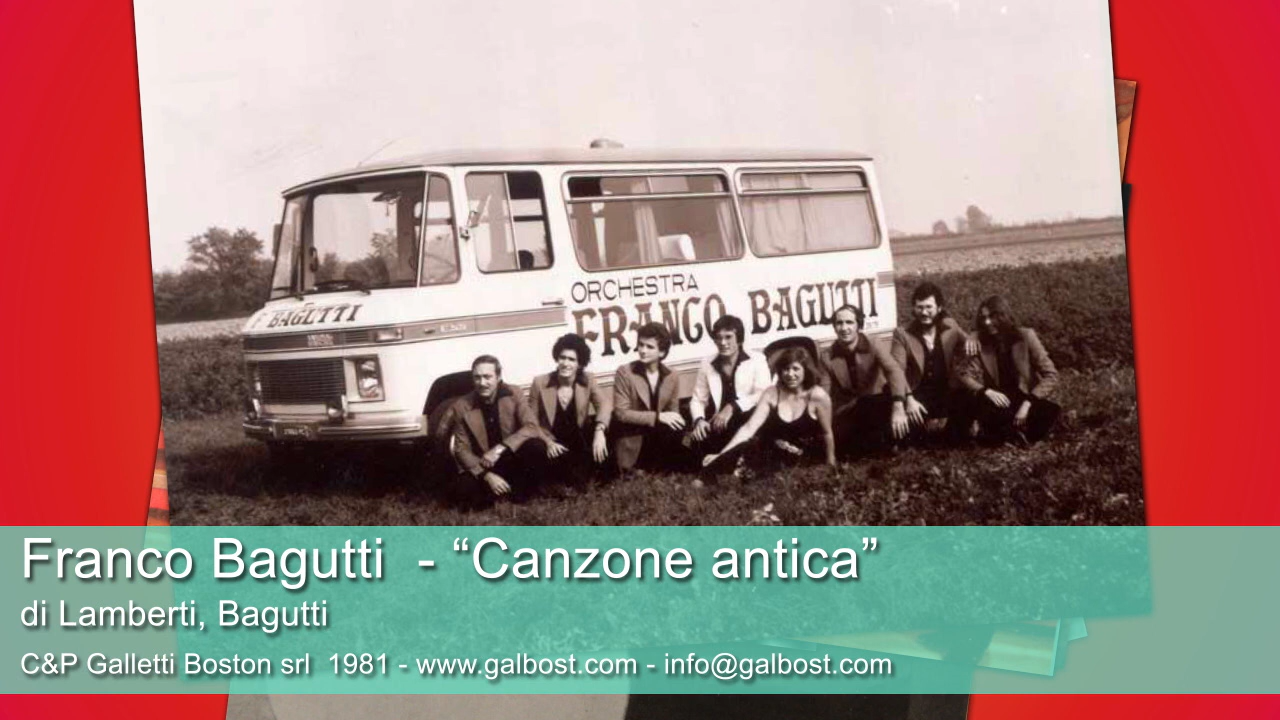 ORCHESTRA
FRANCO BAGUTTI
F BAGUTTI
Franco Bagutti - “Canzone antica”
di Lamberti, Bagutti
C&P Galletti Boston srl 1981 - www.galbost.com - info@galbost.com